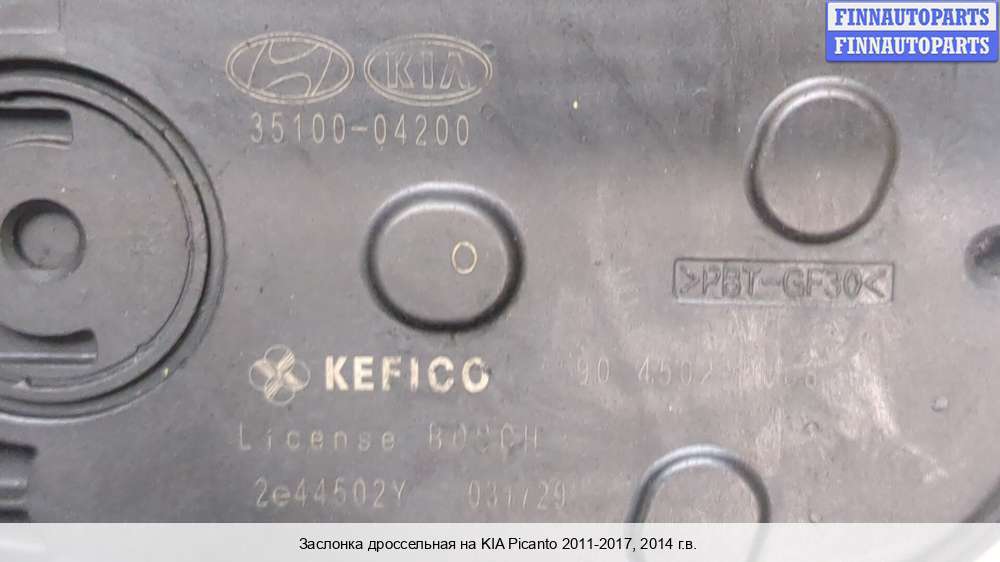 FINNAUTOPARTS
FINNAUTOPARTS
KIA
35100-04200
>PBT-GF30<
KEFICO
License BOSCH
2e44502Y
Заслонка дроссельная на KIA Picanto 2011-2017, 2014 г.в.